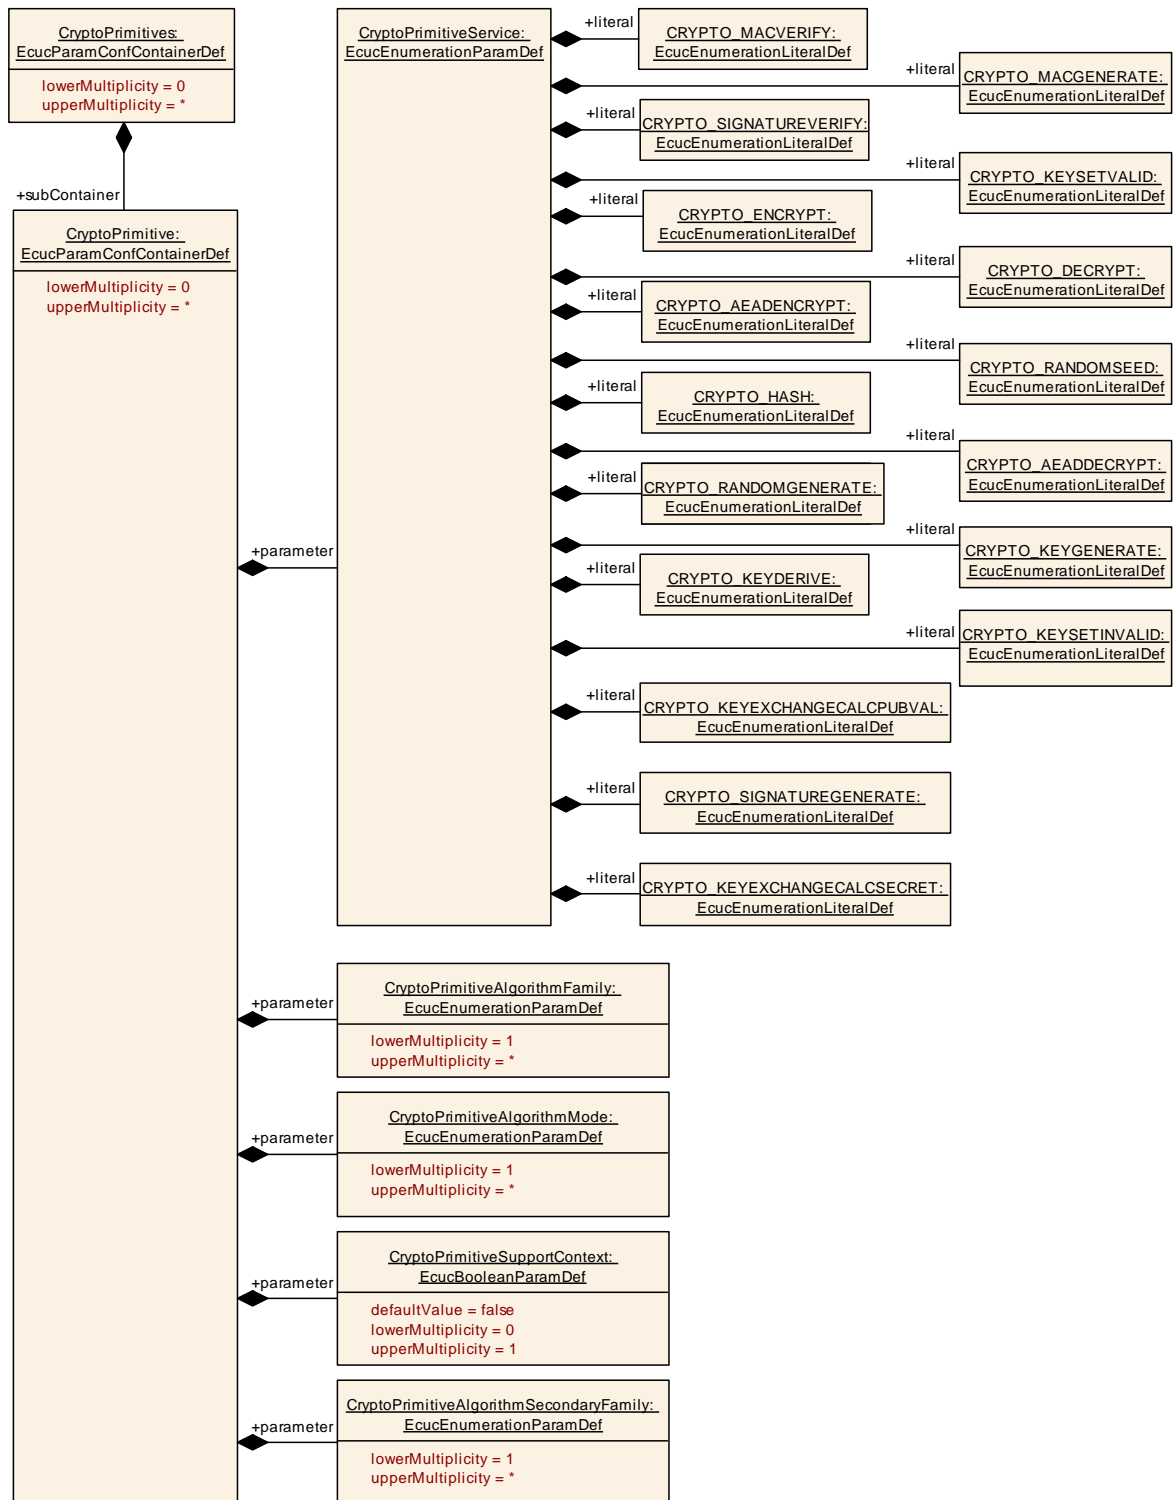 CryptoPrimitives:
EcucParamConfContainerDef
lowerMultiplicity = 0
upperMultiplicity = *
+subContainer
CryptoPrimitive:
EcucParamConfContainerDef
lowerMultiplicity = 0
upperMultiplicity = *
+parameter
CryptoPrimitiveService:
EcucEnumerationParamDef
+literal
CRYPTO_MACVERIFY:
EcucEnumerationLiteralDef
+literal
CRYPTO_MACGENERATE:
EcucEnumerationLiteralDef
+literal
CRYPTO_SIGNATUREVERIFY:
EcucEnumerationLiteralDef
+literal
CRYPTO_KEYSETVALID:
EcucEnumerationLiteralDef
+literal
CRYPTO_ENCRYPT:
EcucEnumerationLiteralDef
+literal
CRYPTO_DECRYPT:
EcucEnumerationLiteralDef
+literal
CRYPTO_AEADENCRYPT:
EcucEnumerationLiteralDef
+literal
CRYPTO_RANDOMSEED:
EcucEnumerationLiteralDef
+literal
CRYPTO_HASH:
EcucEnumerationLiteralDef
+literal
CRYPTO_AEADDECRYPT:
EcucEnumerationLiteralDef
+literal
CRYPTO_RANDOMGENERATE:
EcucEnumerationLiteralDef
+literal
CRYPTO_KEYGENERATE:
EcucEnumerationLiteralDef
+literal
CRYPTO_KEYDERIVE:
EcucEnumerationLiteralDef
+literal
CRYPTO_KEYSETINVALID:
EcucEnumerationLiteralDef
+literal
CRYPTO_KEYEXCHANGECALCPUBVAL:
EcucEnumerationLiteralDef
+literal
CRYPTO_SIGNATUREGENERATE:
EcucEnumerationLiteralDef
+literal
CRYPTO_KEYEXCHANGECALCSECRET:
EcucEnumerationLiteralDef
+parameter
CryptoPrimitiveAlgorithmFamily:
EcucEnumerationParamDef
lowerMultiplicity = 1
upperMultiplicity = *
+parameter
CryptoPrimitiveAlgorithmMode:
EcucEnumerationParamDef
lowerMultiplicity = 1
upperMultiplicity = *
+parameter
CryptoPrimitiveSupportContext:
EcucBooleanParamDef
defaultValue = false
lowerMultiplicity = 0
upperMultiplicity = 1
+parameter
CryptoPrimitiveAlgorithmSecondaryFamily:
EcucEnumerationParamDef
lowerMultiplicity = 1
upperMultiplicity = *